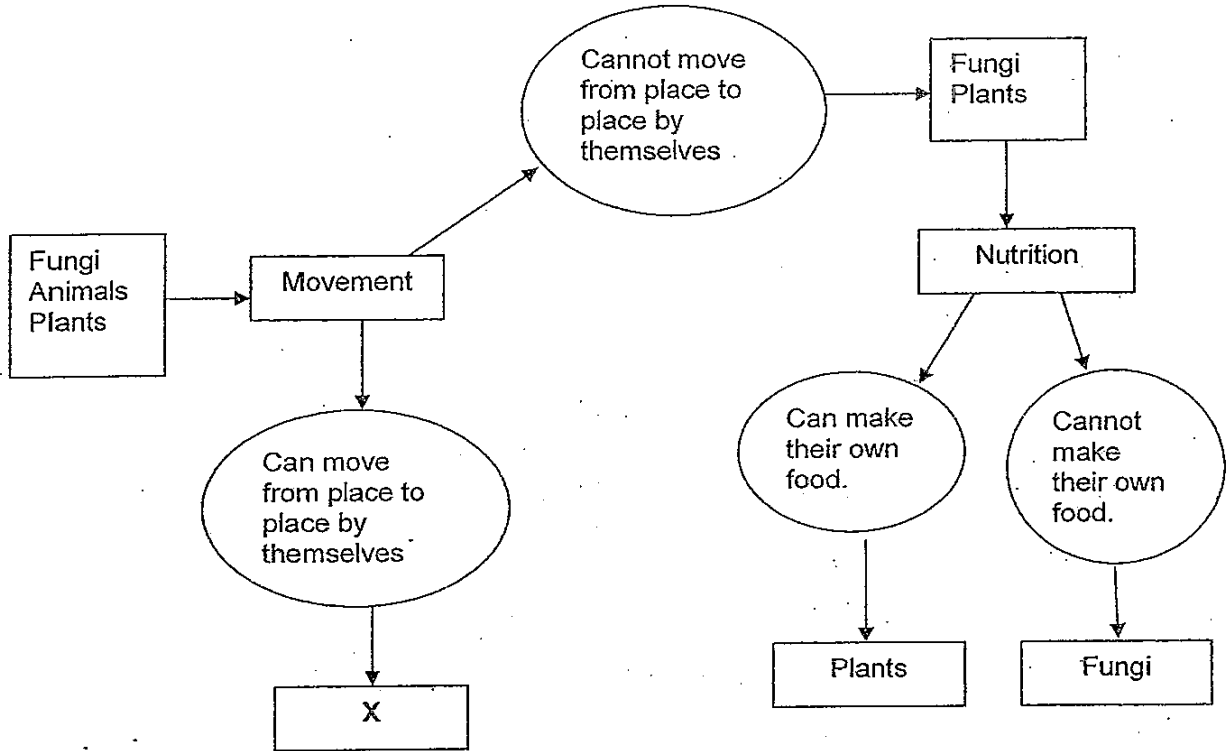 Cannot move
from place to
place by
themselves
Fungi
Plants
Fungi
Animals
Plants
Movement
Nutrition
Can move
from place to
place by
themselves
Can make
their own
food.
Cannot
make
their own
food.
X
Plants
Fungi